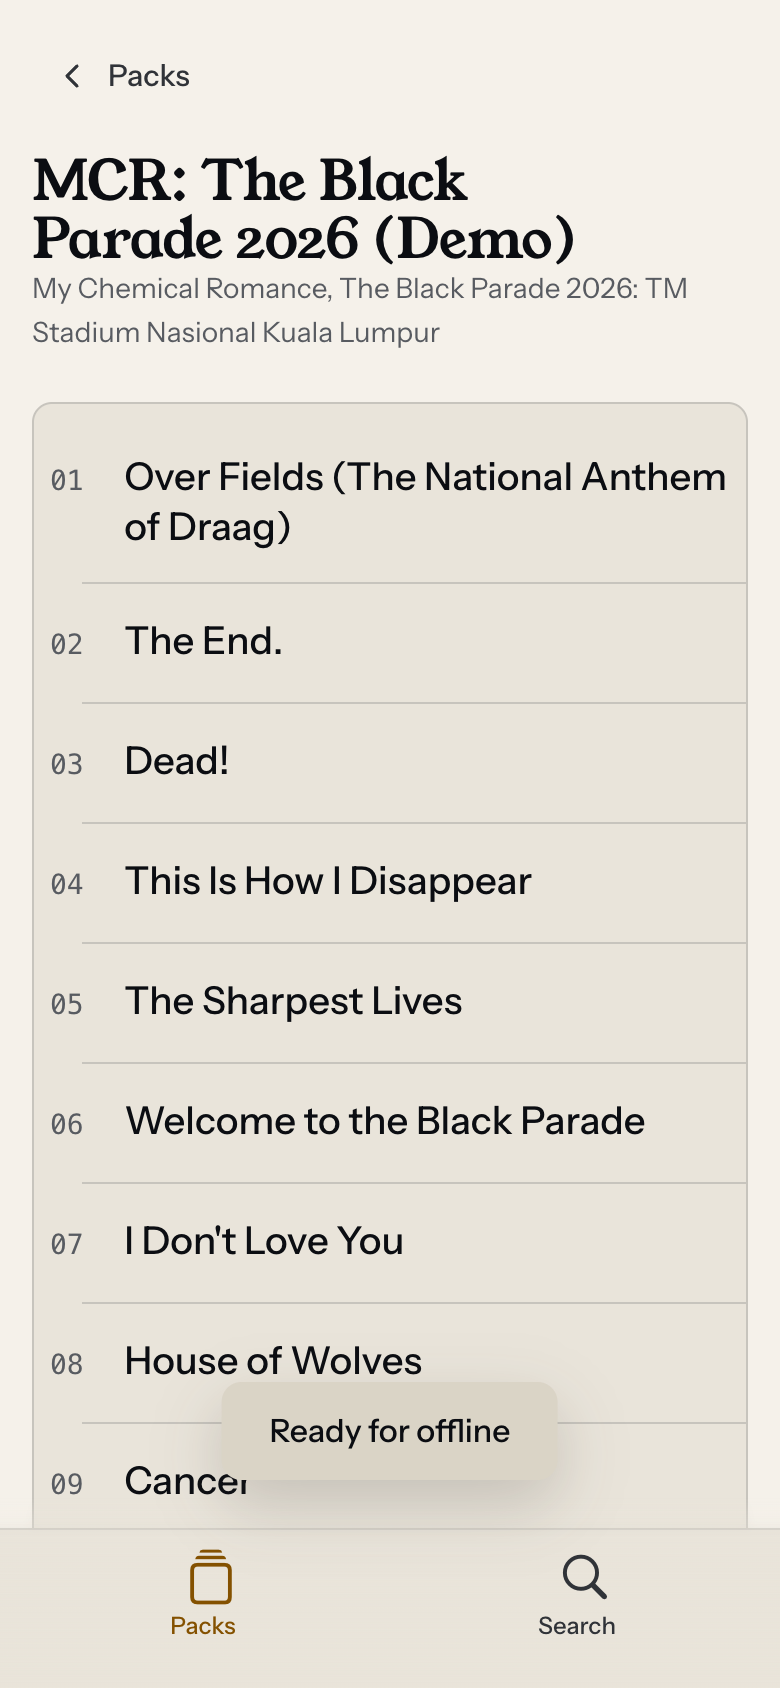 Packs
MCR: The Black
Parade 2026 (Demo)
My Chemical Romance, The Black Parade 2026: TM
Stadium Nasional Kuala Lumpur
01 Over Fields (The National Anthem
of Draag)
02 The End.
03 Dead!
04 This Is How I Disappear
05 The Sharpest Lives
06 Welcome to the Black Parade
07 I Don't Love You
08 House of Wolves
Ready for offline
09 Cancer
Packs
Search